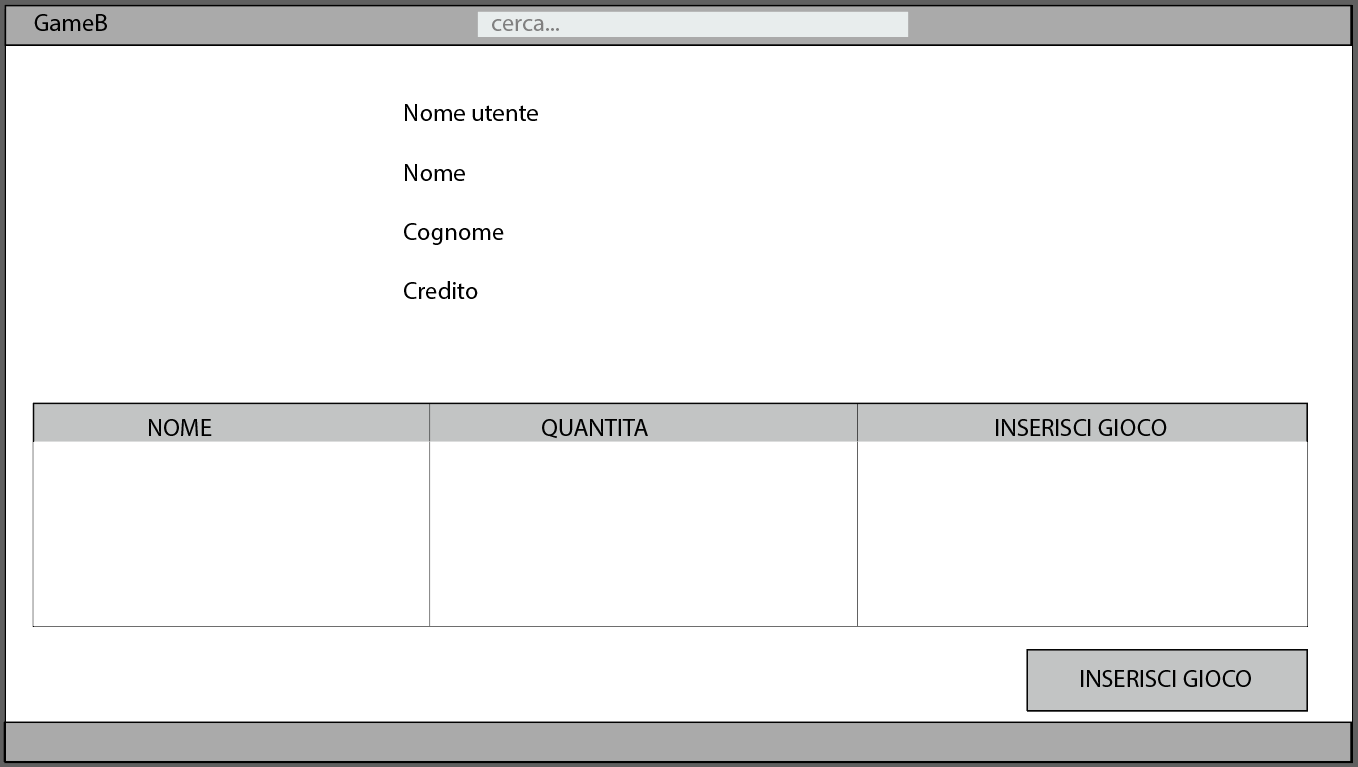 GameB
cerca...
Nome utente
Nome
Cognome
Credito
NOME
QUANTITA
INSERISCI GIOCO
INSERISCI GIOCO